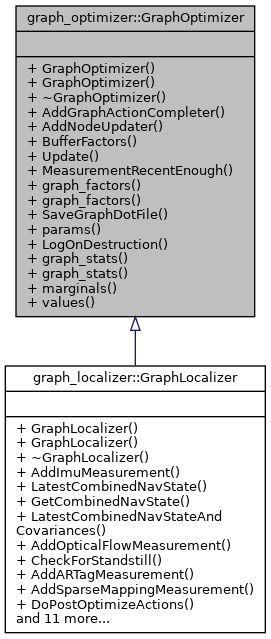 graph_optimizer::GraphOptimizer
+ GraphOptimizer()
+ GraphOptimizer()
+ ~GraphOptimizer()
+ AddGraphActionCompleter()
+ AddNodeUpdater()
+ BufferFactors()
+ Update()
+ MeasurementRecentEnough()
+ graph_factors()
+ graph_factors()
+ SaveGraphDotFile()
+ params()
+ LogOnDestruction()
+ graph_stats()
+ graph_stats()
+ marginals()
+ values()
graph_localizer::GraphLocalizer
+ GraphLocalizer()
+ GraphLocalizer()
+ ~GraphLocalizer()
+ AddImuMeasurement()
+ LatestCombinedNavState()
+ GetCombinedNavState()
+ LatestCombinedNavStateAnd
Covariances()
+ AddOpticalFlowMeasurement()
+ CheckForStandstill()
+ AddARTagMeasurement()
+ AddSparseMappingMeasurement()
+ DoPostOptimizeActions()
and 11 more...